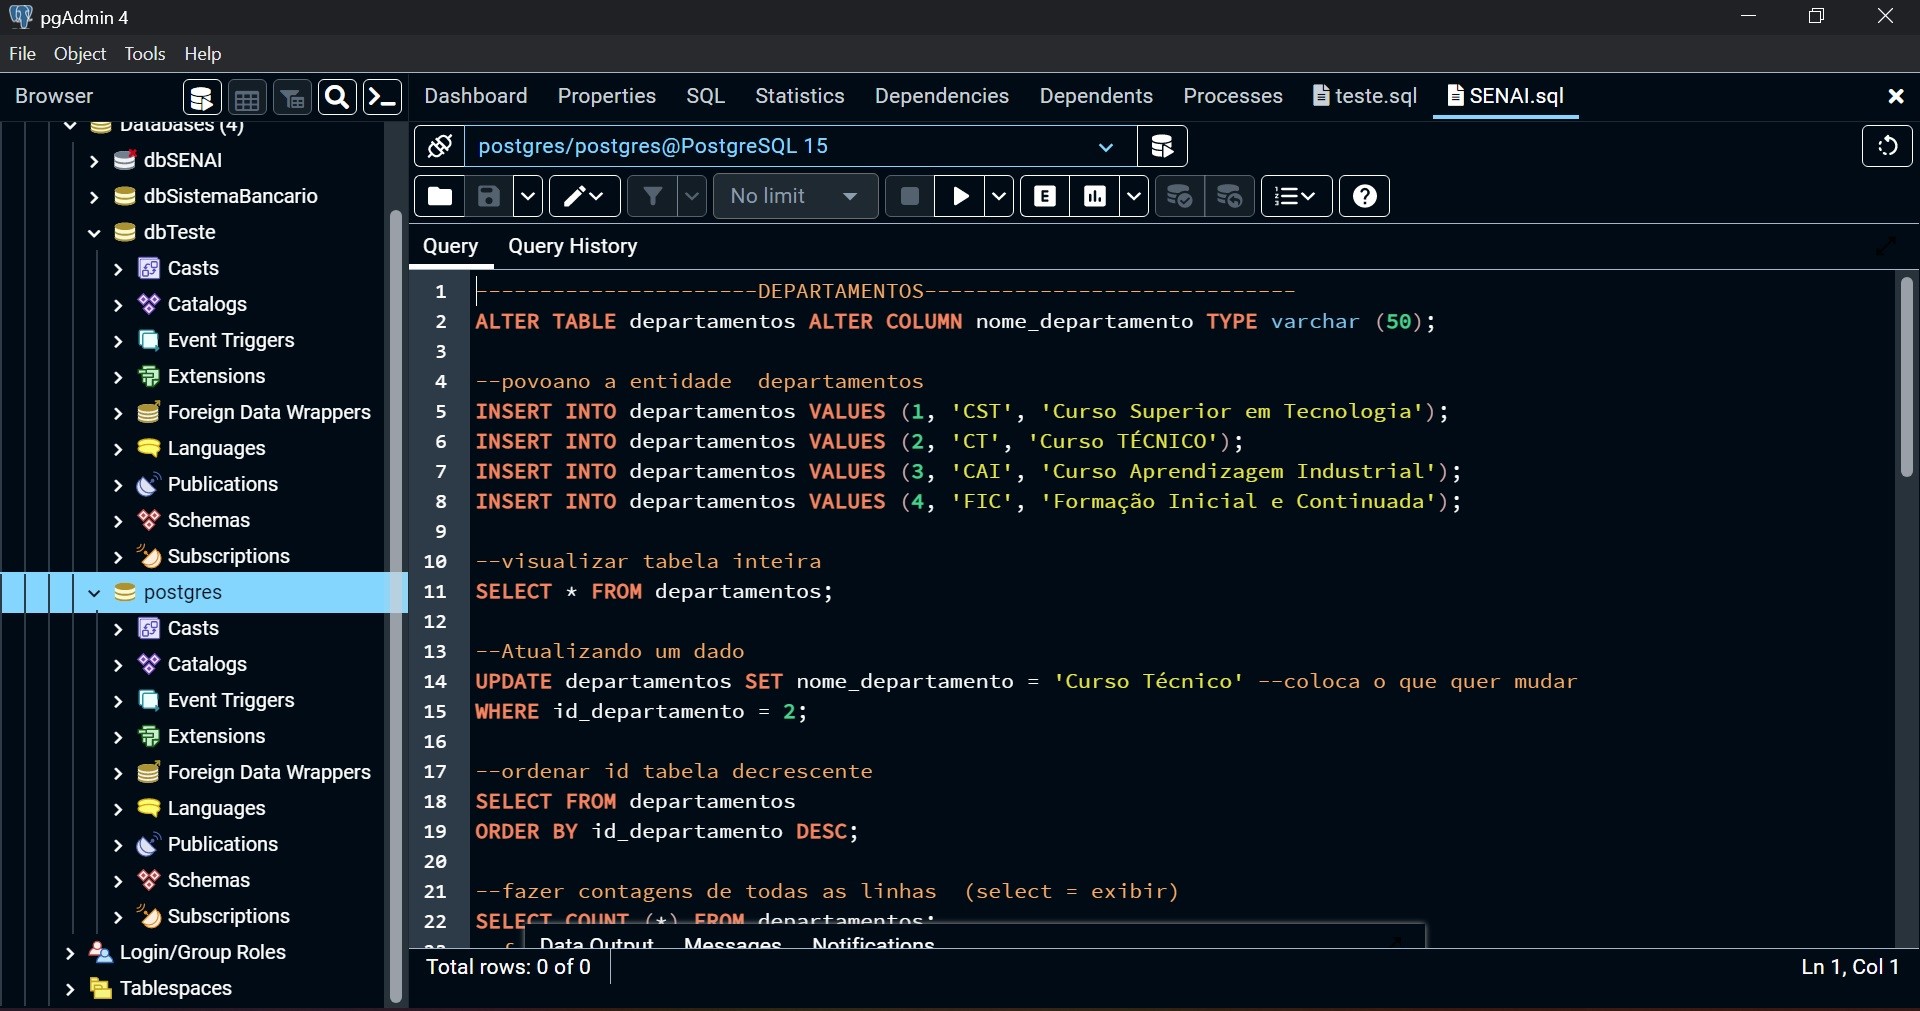 pgAdmin 4
File Object Tools Help
Browser
Dashboard Properties SQL Statistics Dependencies Dependents Processes teste.sql SENAI.sql
Databases (4)
dbSENAI
dbSistemaBancario
dbTeste
Casts
Catalogs
Event Triggers
Extensions
Foreign Data Wrappers
Languages
Publications
Schemas
Subscriptions
postgres
Casts
Catalogs
Event Triggers
Extensions
Foreign Data Wrappers
Languages
Publications
Schemas
Subscriptions
Login/Group Roles
Tablespaces
postgres/postgres@PostgreSQL 15
No limit
E
Query Query History
1 ----------------------DEPARTAMENTOS-----------------------------
2 ALTER TABLE departamentos ALTER COLUMN nome_departamento TYPE varchar (50);
3
4 --povoano a entidade  departamentos
5 INSERT INTO departamentos VALUES (1, 'CST', 'Curso Superior em Tecnologia');
6 INSERT INTO departamentos VALUES (2, 'CT', 'Curso TÉCNICO');
7 INSERT INTO departamentos VALUES (3, 'CAI', 'Curso Aprendizagem Industrial');
8 INSERT INTO departamentos VALUES (4, 'FIC', 'Formação Inicial e Continuada');
9
10 --visualizar tabela inteira
11 SELECT * FROM departamentos;
12
13 --Atualizando um dado
14 UPDATE departamentos SET nome_departamento = 'Curso Técnico' --coloca o que quer mudar
15 WHERE id_departamento = 2;
16
17 --ordenar id tabela decrescente
18 SELECT FROM departamentos
19 ORDER BY id_departamento DESC;
20
21 --fazer contagens de todas as linhas  (select = exibir)
22 SELECT COUNT (*) FROM departamentos;
Data Output Messages Notifications
Total rows: 0 of 0
Ln 1, Col 1